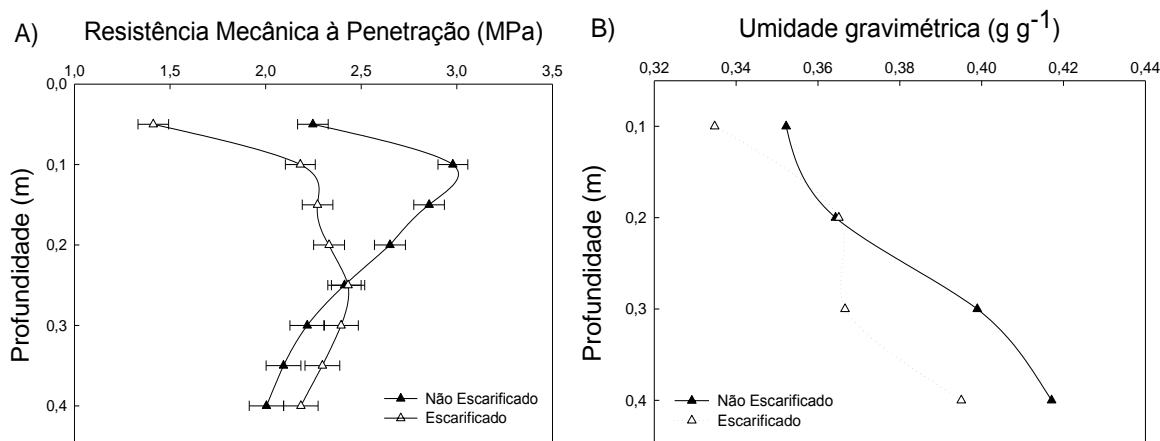 A)
Resistência Mecânica à Penetração (MPa)
1,0 1,5 2,0 2,5 3,0 3,5
0,0
0,1
0,2
0,3
0,4
Profundidade (m)
Não Escarificado
Escarificado
B)
Umidade gravimétrica (g g-1)
0,32 0,34 0,36 0,38 0,40 0,42 0,44
0,1
0,2
0,3
0,4
Profundidade (m)
Não Escarificado
Escarificado